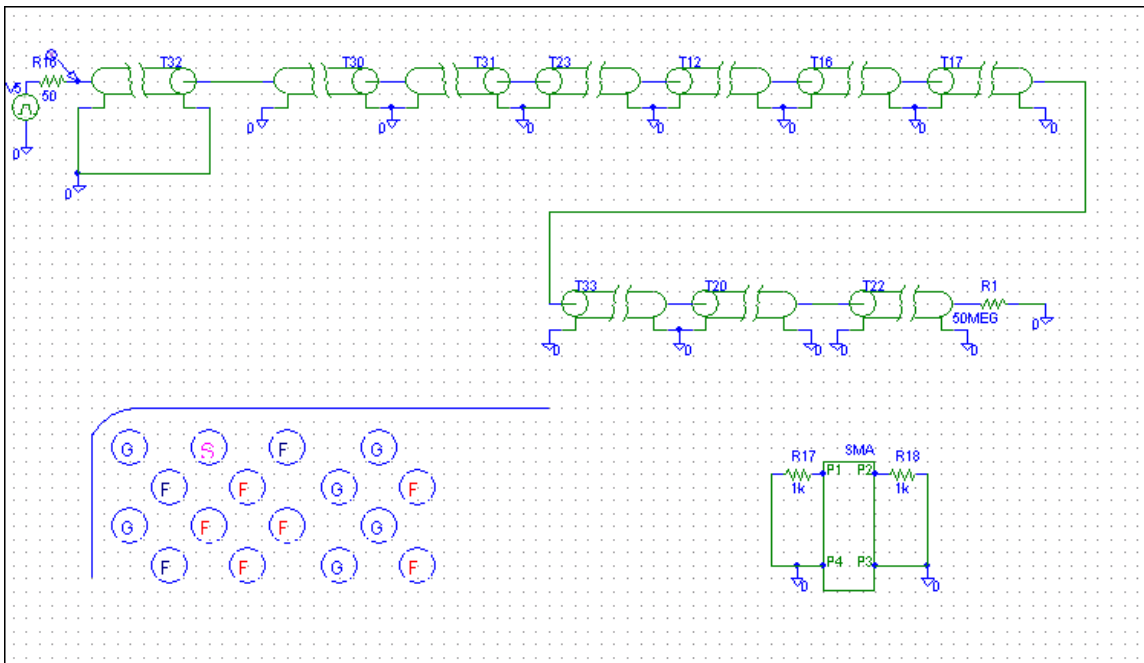 R16 T32 T30 T31 T23 T12 T16 T17
50
0 0 0 0 0 0 0 0
0
0
T33 T20 T22 R1
50MEG
0 0 0 0 0
0
G S F G
F F G F
G F F G
F F G F
SMA
R17 P1 P2 R18
1k 1k
P4 P3
0 0